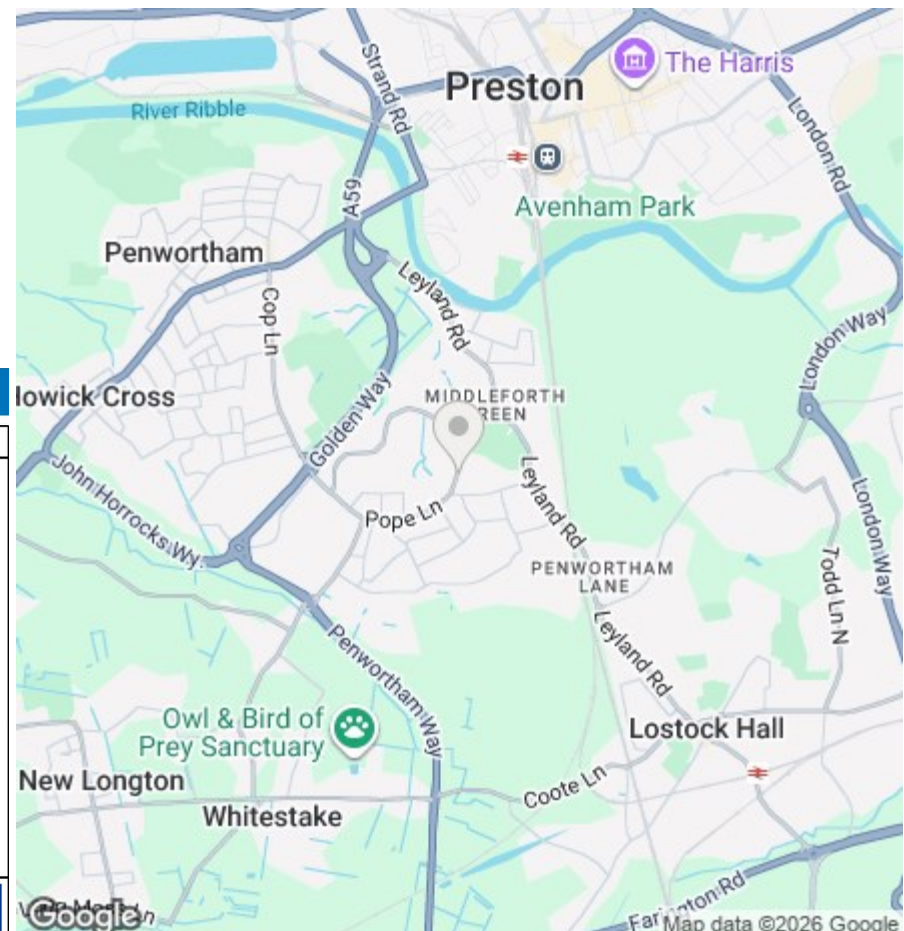 The Harris
Preston
Strand Rd
River Ribble
London Rd
A59
Avenham Park
Penwortham
Leyland Rd
Cop Ln
London Way
Howick Cross
MIDDLEFORTH
GREEN
Golden Way
John Horrocks Wy.
Leyland Rd
Pope Ln
London Way
PENWORTHAM
LANE
Todd Ln N
Penwortham Way
Leyland Rd
Owl & Bird of
Prey Sanctuary
Lostock Hall
New Longton
Coote Ln
Whitestake
Farington Rd
Google
Map data ©2026 Google